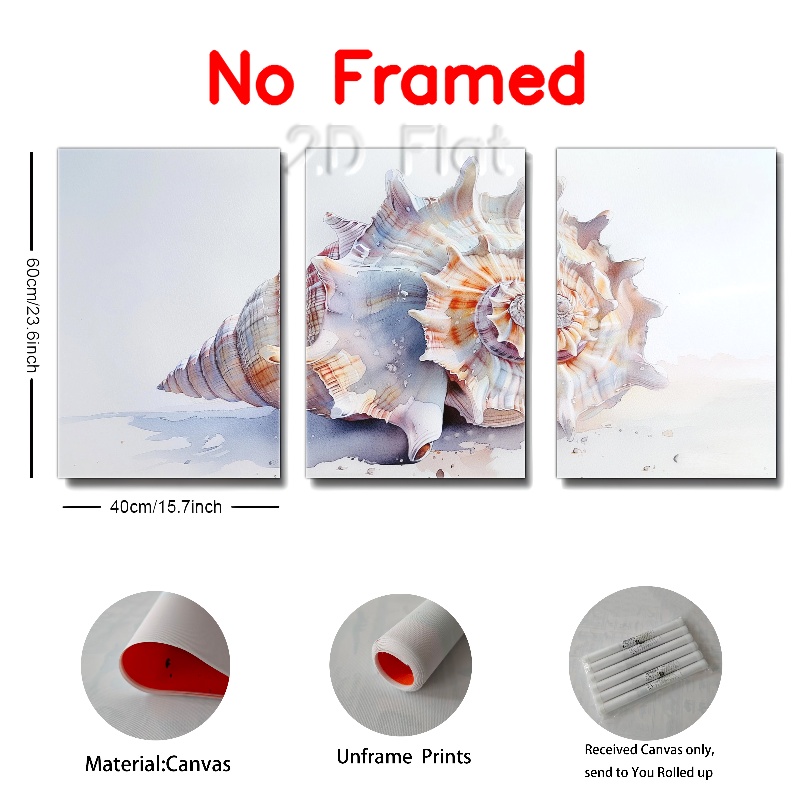 No Framed
2.D Flat
60cm/23.6inch
40cm/15.7inch
Material:Canvas
Unframe Prints
Received Canvas only,
send to You Rolled up